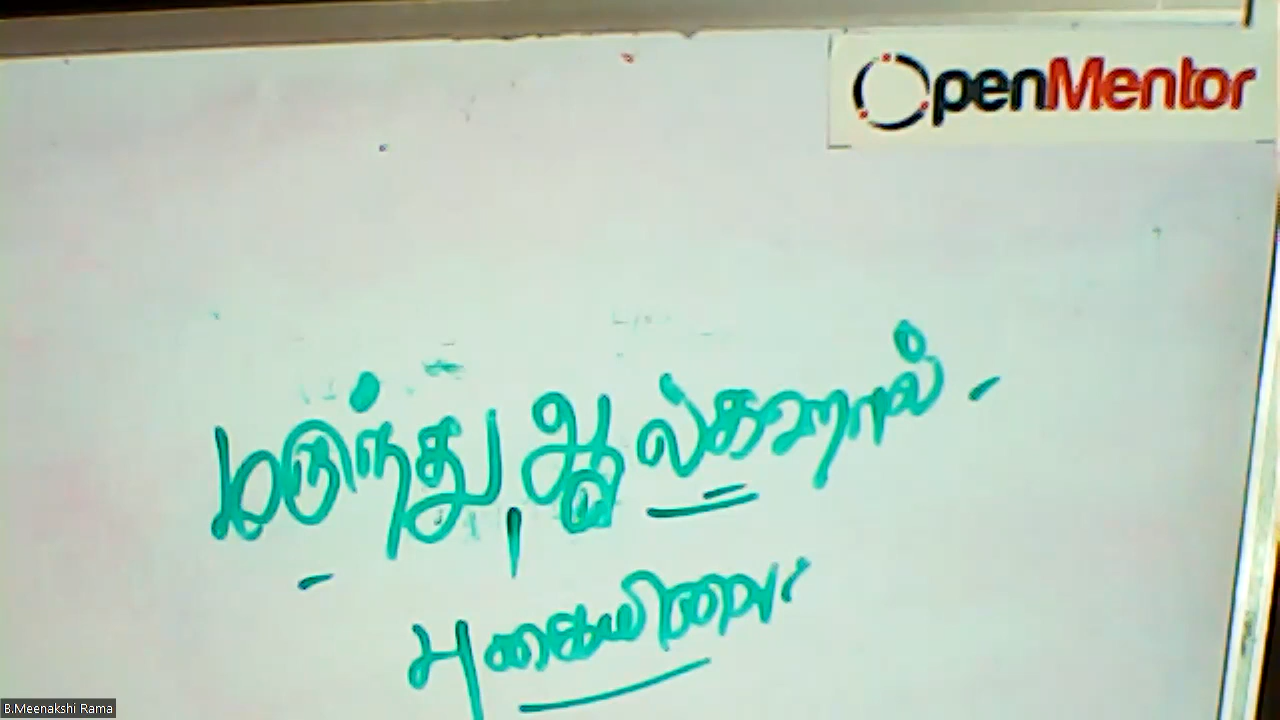 OpenMentor
மருந்து, ஆல்கஹால் -
புகையிலை
B.Meenakshi Rama